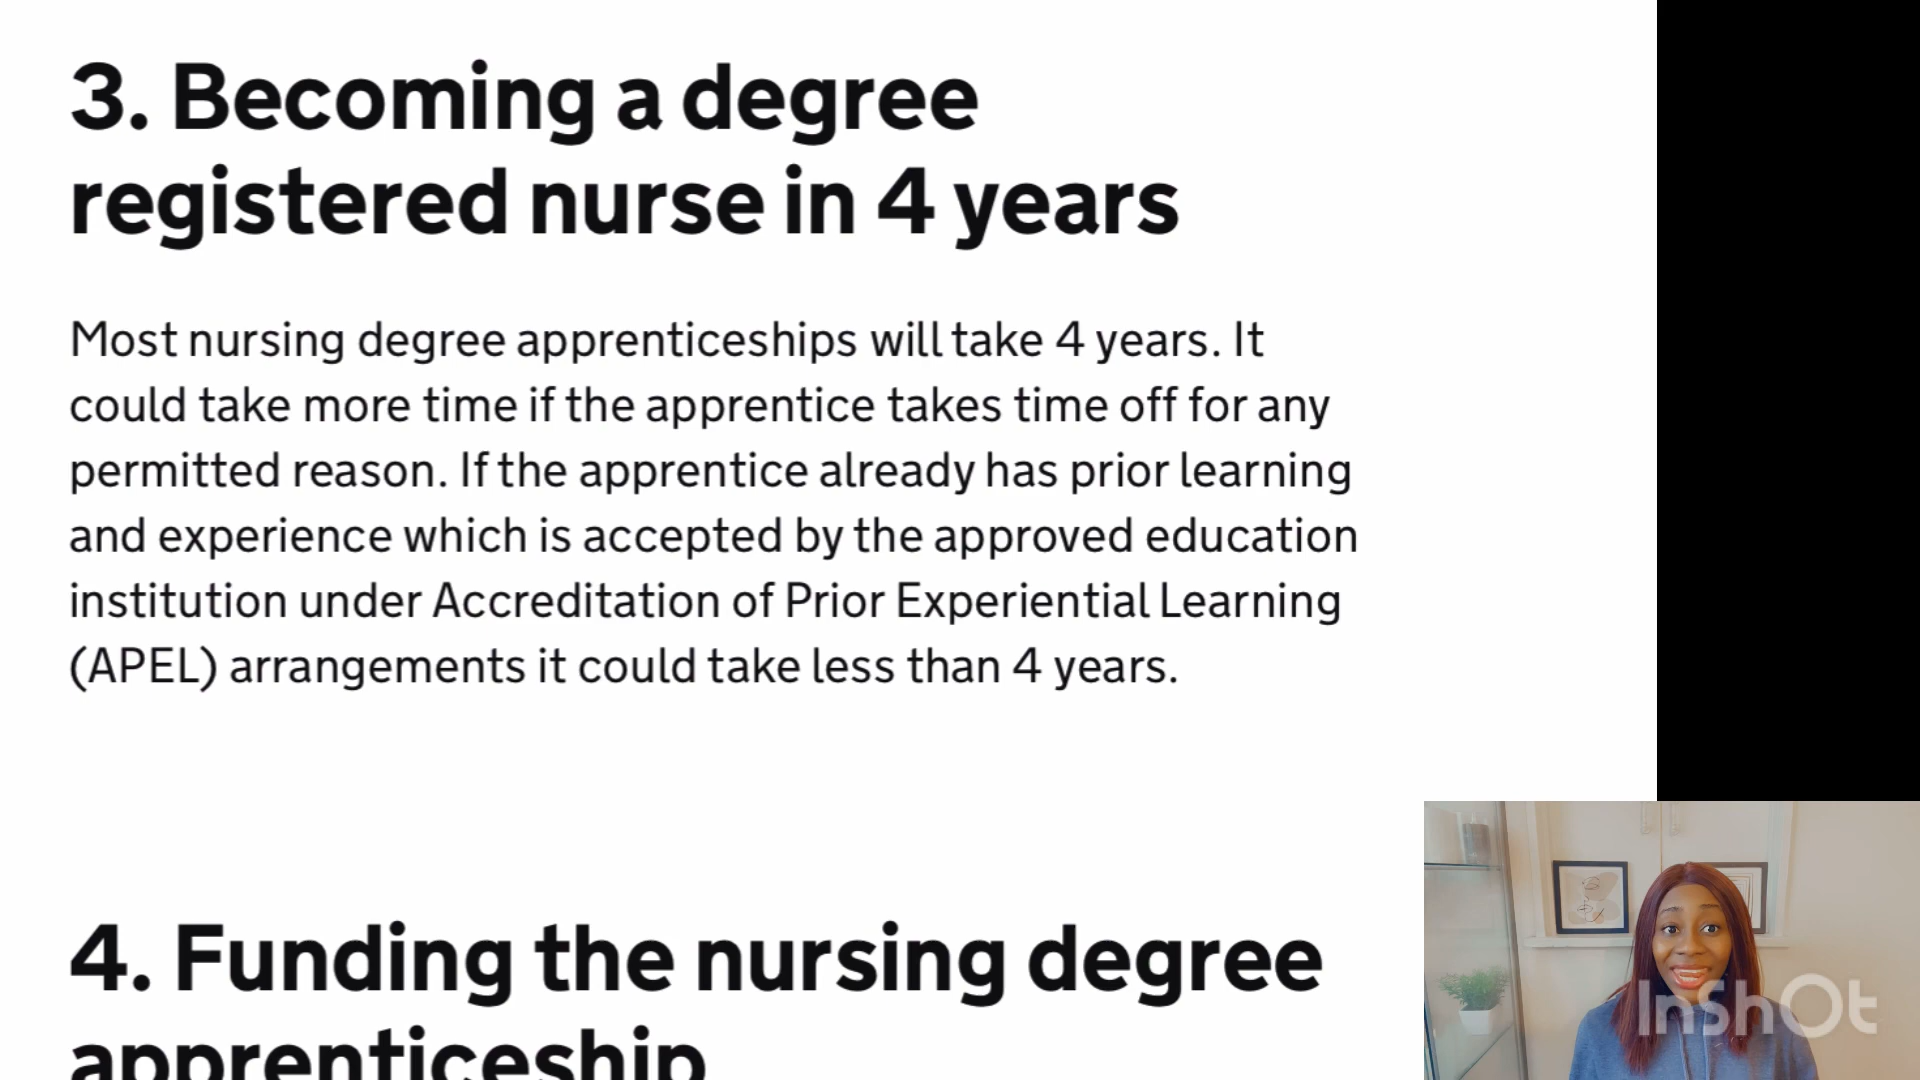 3. Becoming a degree
registered nurse in 4 years
Most nursing degree apprenticeships will take 4 years. It
could take more time if the apprentice takes time off for any
permitted reason. If the apprentice already has prior learning
and experience which is accepted by the approved education
institution under Accreditation of Prior Experiential Learning
(APEL) arrangements it could take less than 4 years.
4. Funding the nursing degree
apprenticeship
InShOt